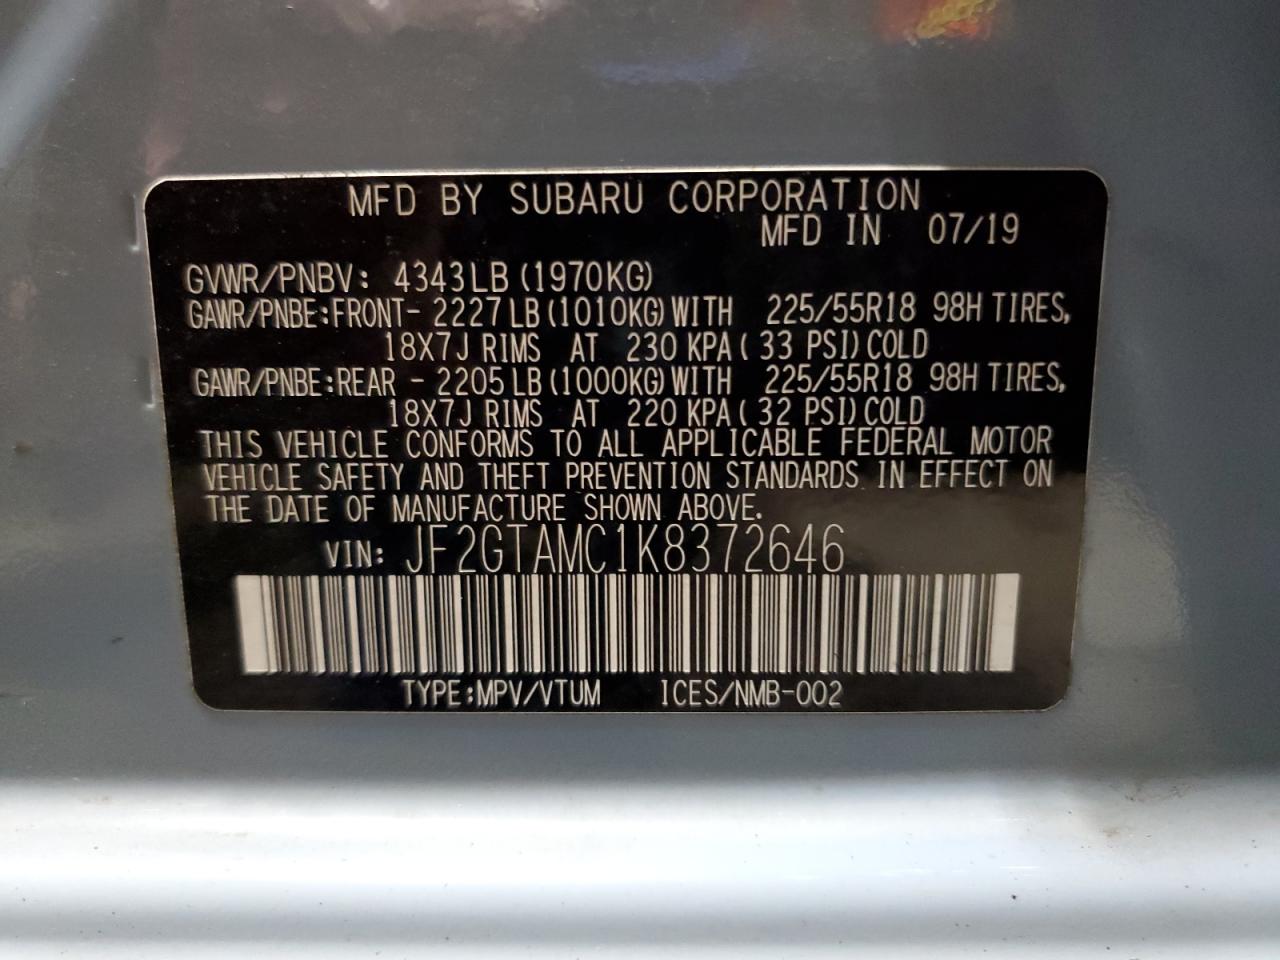 MFD BY SUBARU CORPORATION
MFD IN 07/19
GVWR/PNBV: 4343LB (1970KG)
GAWR/PNBE:FRONT- 2227LB (1010KG) WITH 225/55R18 98H TIRES,
18X7J RIMS AT 230 KPA( 33 PSI) COLD
GAWR/PNBE:REAR - 2205LB (1000KG) WITH 225/55R18 98H TIRES,
18X7J RIMS AT 220 KPA( 32 PSI) COLD
THIS VEHICLE CONFORMS TO ALL APPLICABLE FEDERAL MOTOR
VEHICLE SAFETY AND THEFT PREVENTION STANDARDS IN EFFECT ON
THE DATE OF MANUFACTURE SHOWN ABOVE.
VIN: JF2GTAMC1K8372646
TYPE:MPV/VTUM ICES/NMB-002